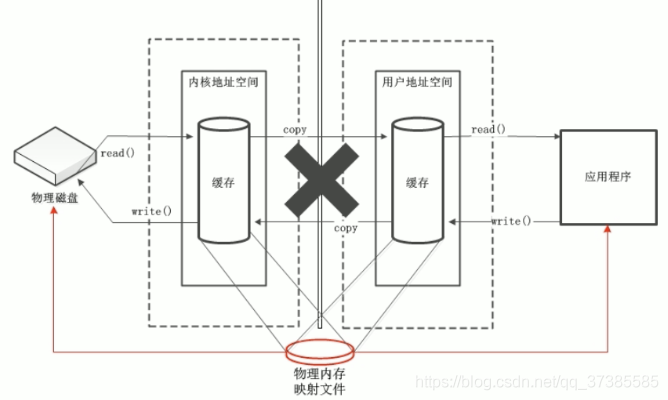 内核地址空间
用户地址空间
copy
read()
read()
缓存
缓存
应用程序
物理磁盘
write()
copy
write()
物理内存
映射文件
https://blog.csdn.net/qq_37385585